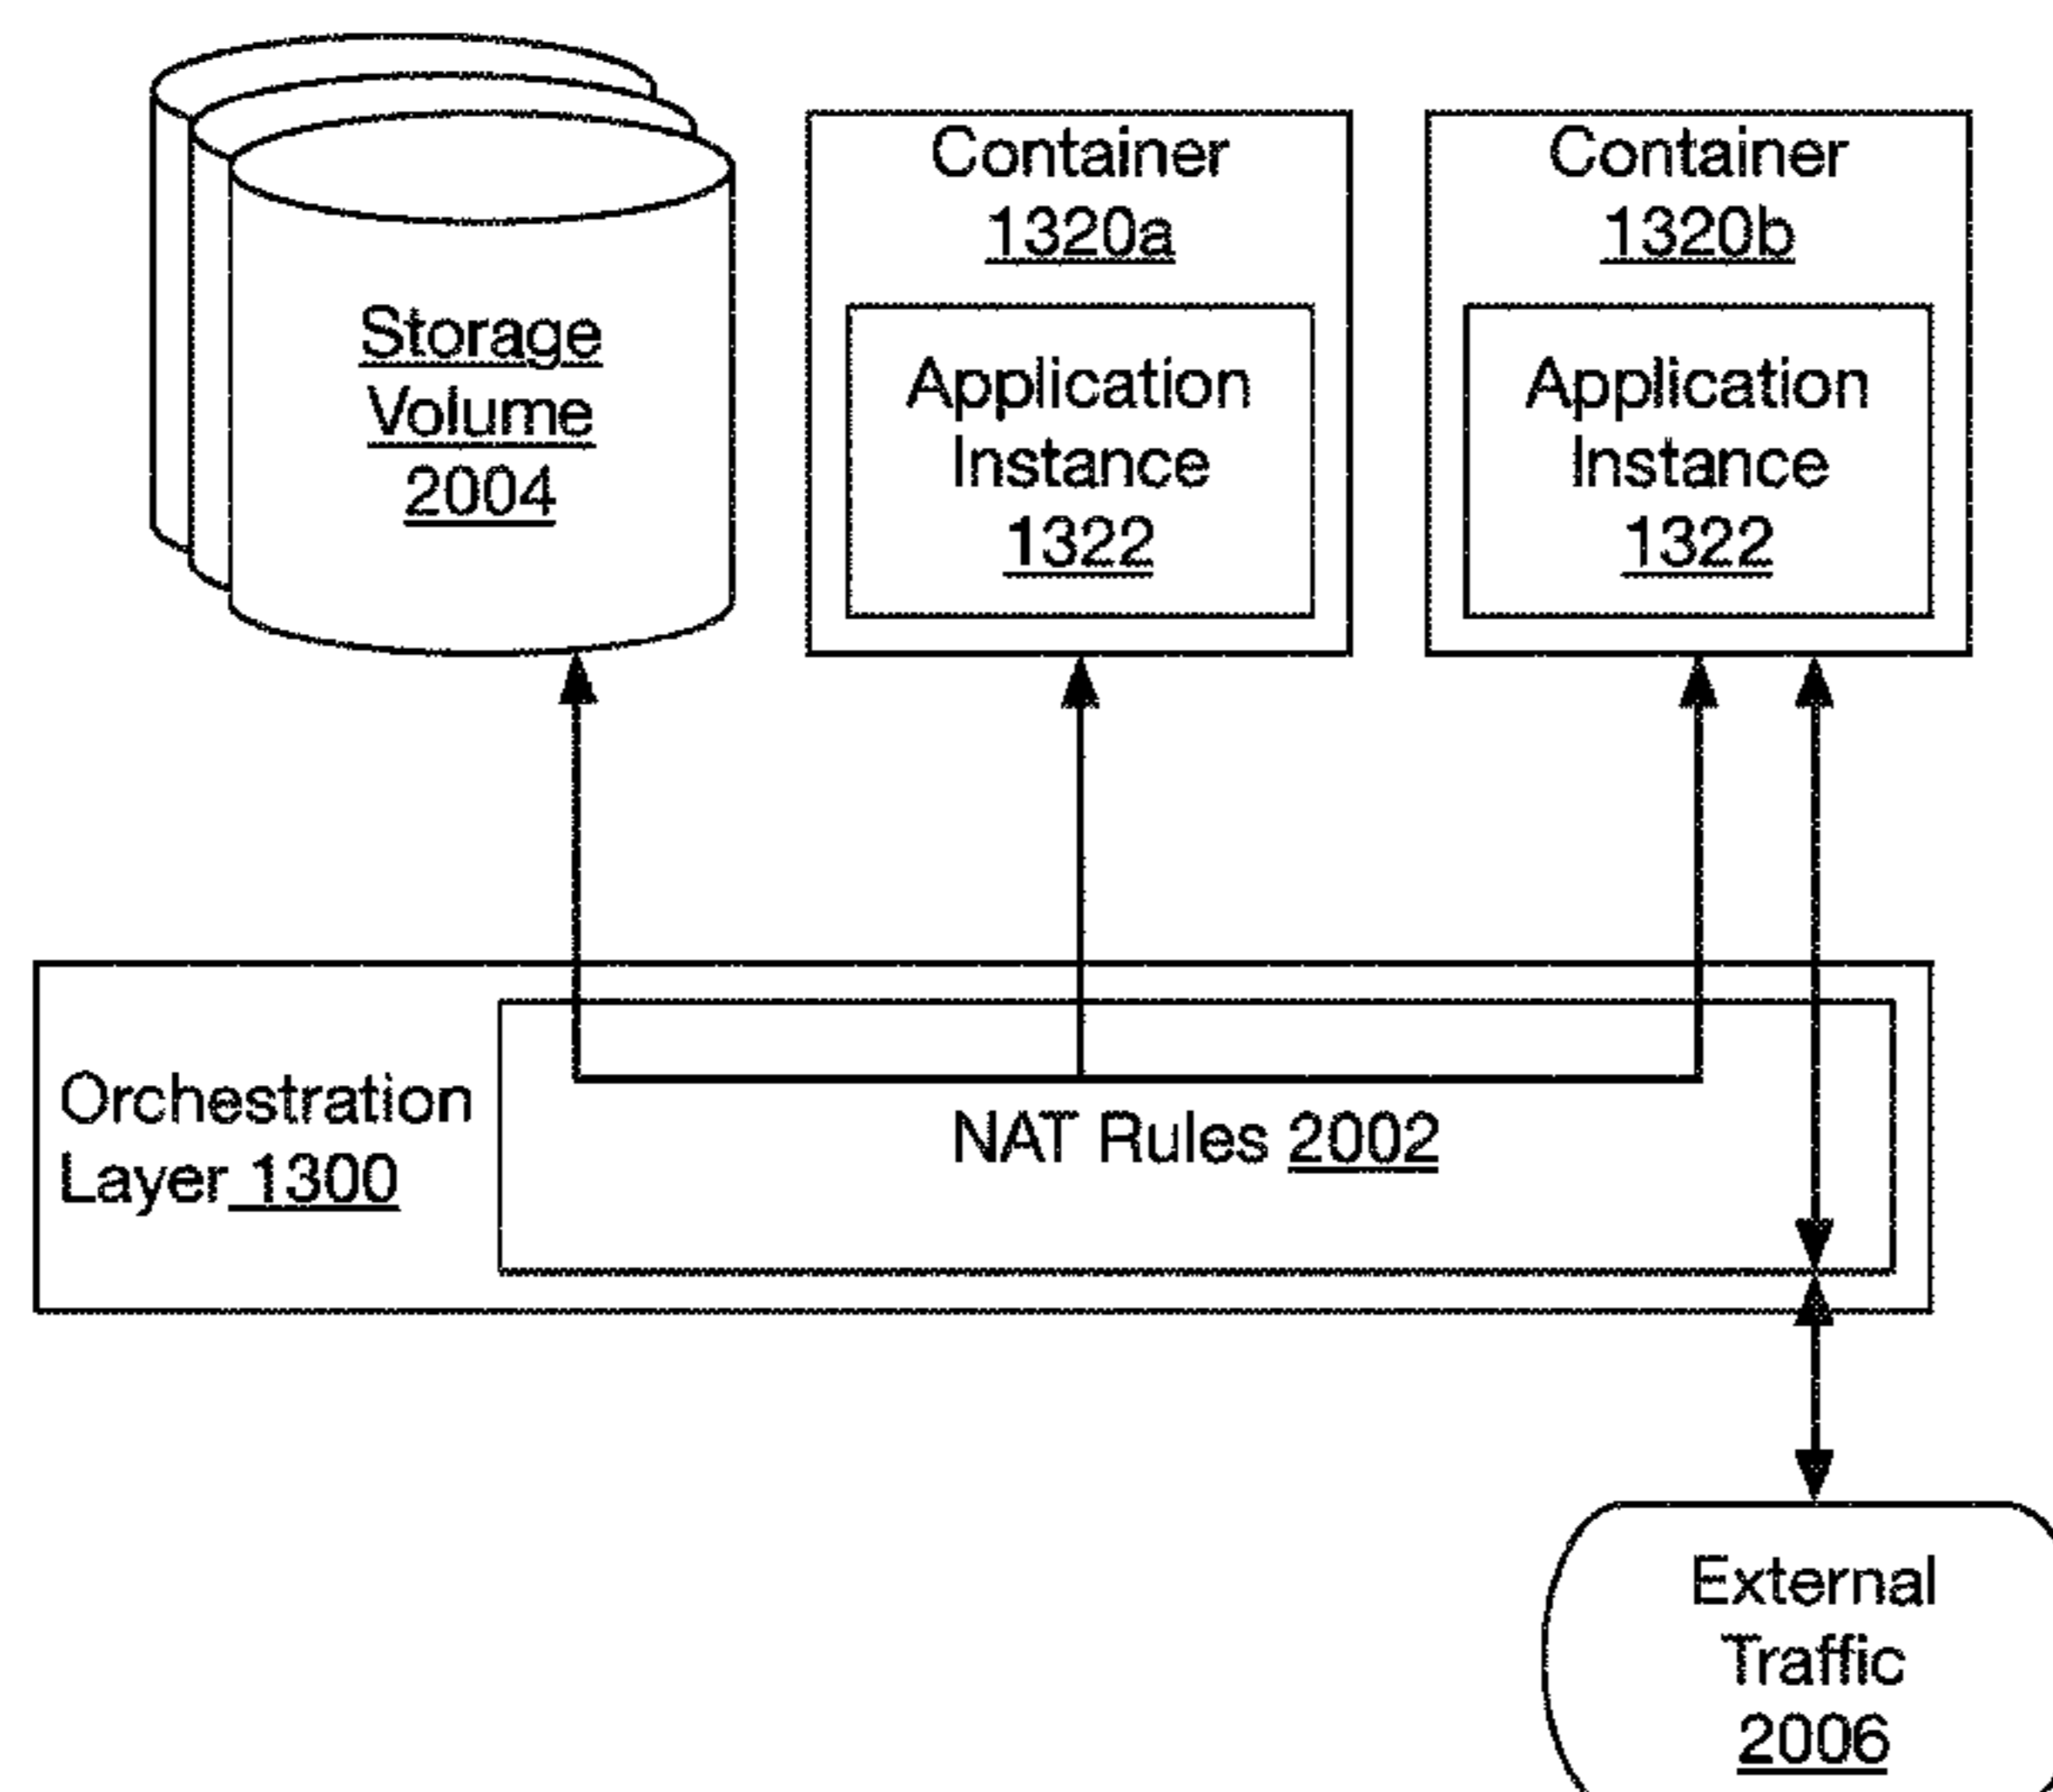 Storage
Volume
2004
Container
1320a
Application
Instance
1322
Container
1320b
Application
Instance
1322
Orchestration
Layer 1300
NAT Rules 2002
External
Traffic
2006